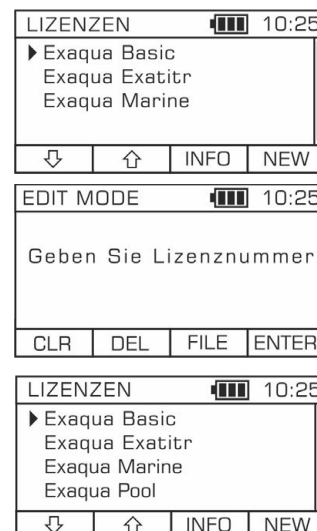 LIZENZEN 10:25
Exaqua Basic
Exaqua Exatitr
Exaqua Marine
INFO NEW
EDIT MODE 10:25
Geben Sie Lizenznummer
CLR DEL FILE ENTER
LIZENZEN 10:25
Exaqua Basic
Exaqua Exatitr
Exaqua Marine
Exaqua Pool
INFO NEW